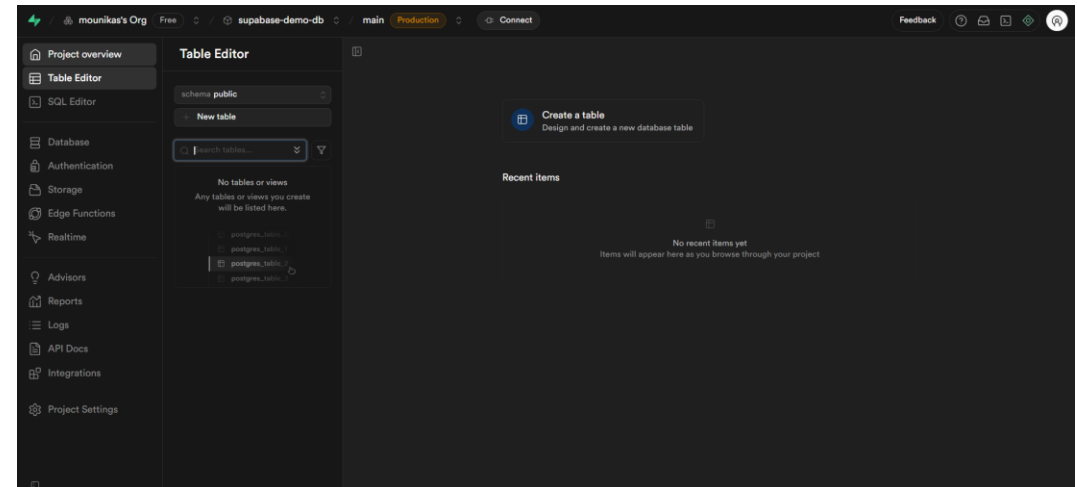 mounikas's Org Free / supabase-demo-db / main Production Connect Feedback
Project overview
Table Editor
SQL Editor
Database
Authentication
Storage
Edge Functions
Realtime
Advisors
Reports
Logs
API Docs
Integrations
Project Settings
Table Editor
schema public
New table
Search tables...
No tables or views
Any tables or views you create
will be listed here.
postgres_table_
postgres_table_
postgres_table_
postgres_table_
Create a table
Design and create a new database table
Recent items
No recent items yet
Items will appear here as you browse through your project